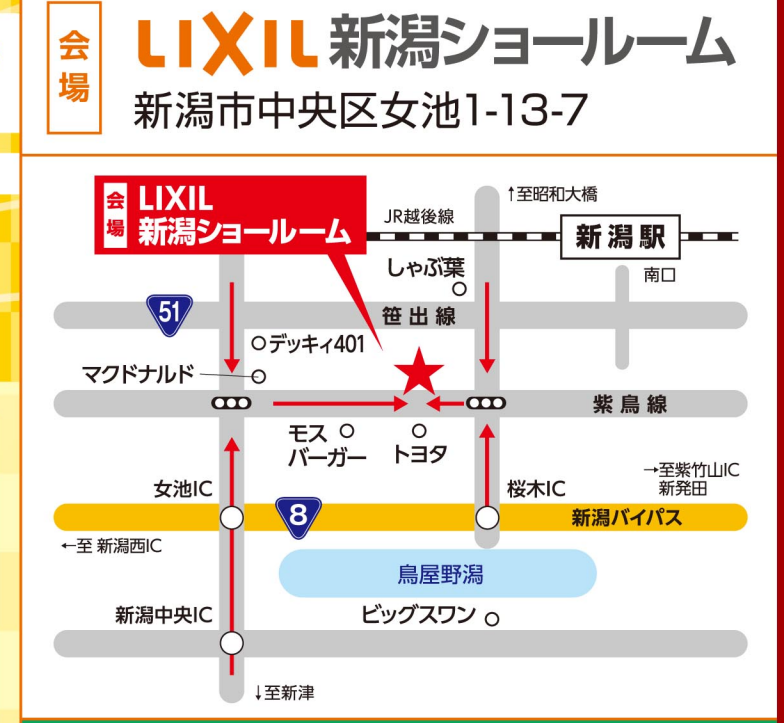 会場
LIXIL 新潟ショールーム
新潟市中央区女池1-13-7
会場
LIXIL
新潟ショールーム
↑至昭和大橋
JR越後線
新潟駅
しゃぶ葉
南口
51
笹出線
デッキィ401
マクドナルド
紫鳥線
モス
バーガー
トヨタ
→至紫竹山IC
新発田
女池IC
桜木IC
8
新潟バイパス
←至 新潟西IC
鳥屋野潟
新潟中央IC
ビッグスワン
↓至新津